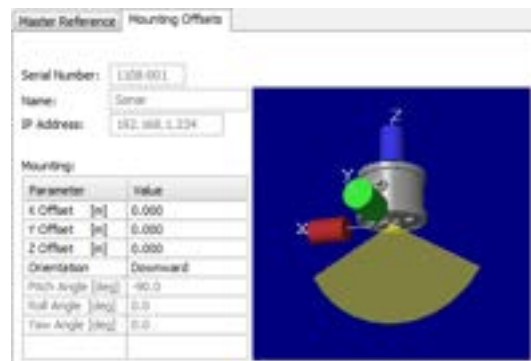 Master Reference Mounting Offsets
Serial Number: 1108-001
Name: Sonar
IP Address: 192.168.1.234
Mounting:
Parameter Value
X Offset [m] 0.000
Y Offset [m] 0.000
Z Offset [m] 0.000
Orientation Downward
Pitch Angle [deg] -90.0
Roll Angle [deg] 0.0
Yaw Angle [deg] 0.0
Z
Y
X